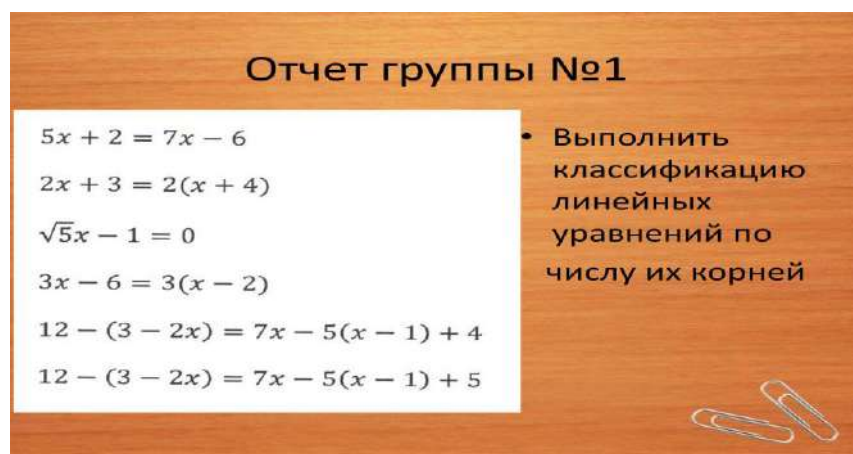 Отчет группы №1
5x + 2 = 7x − 6
2x + 3 = 2(x + 4)
√5x − 1 = 0
3x − 6 = 3(x − 2)
12 − (3 − 2x) = 7x − 5(x − 1) + 4
12 − (3 − 2x) = 7x − 5(x − 1) + 5
• Выполнить
классификацию
линейных
уравнений по
числу их корней